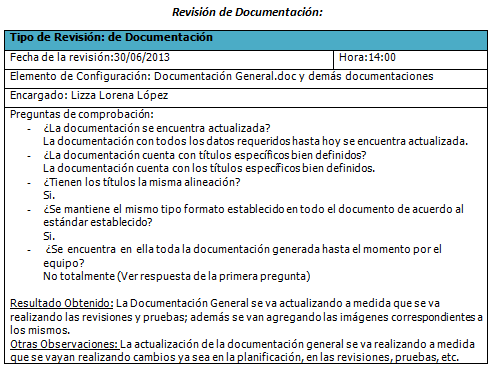 Revisión de Documentación:
Tipo de Revisión: de Documentación
Fecha de la revisión:30/06/2013 Hora:14:00
Elemento de Configuración: Documentación General.doc y demás documentaciones
Encargado: Lizza Lorena López
Preguntas de comprobación:
- ¿La documentación se encuentra actualizada?
La documentación con todos los datos requeridos hasta hoy se encuentra actualizada.
- ¿La documentación cuenta con títulos específicos bien definidos?
La documentación cuenta con los títulos específicos bien definidos.
- ¿Tienen los títulos la misma alineación?
Si.
- ¿Se mantiene el mismo tipo formato establecido en todo el documento de acuerdo al
estándar establecido?
Si.
- ¿Se encuentra en ella toda la documentación generada hasta el momento por el
equipo?
No totalmente (Ver respuesta de la primera pregunta)
Resultado Obtenido: La Documentación General se va actualizando a medida que se va
realizando las revisiones y pruebas; además se van agregando las imágenes correspondientes a
los mismos.
Otras Observaciones: La actualización de la documentación general se va realizando a medida
que se vayan realizando cambios ya sea en la planificación, en las revisiones, pruebas, etc.